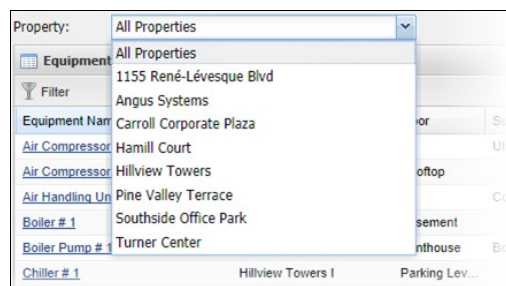 Property: All Properties
All Properties
1155 René-Lévesque Blvd
Angus Systems
Carroll Corporate Plaza
Hamill Court
Hillview Towers
Pine Valley Terrace
Southside Office Park
Turner Center
Equipment
Filter
Equipment Nam
Air Compressor
Air Compressor oftop
Air Handling Un
Boiler # 1 sement
Boiler Pump # 1 nthouse
Chiller # 1 Hillview Towers I Parking Lev...